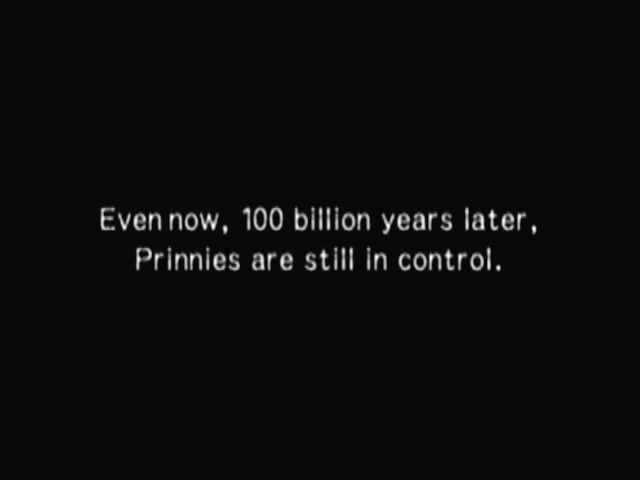 Even now, 100 billion years later,
Prinnies are still in control.